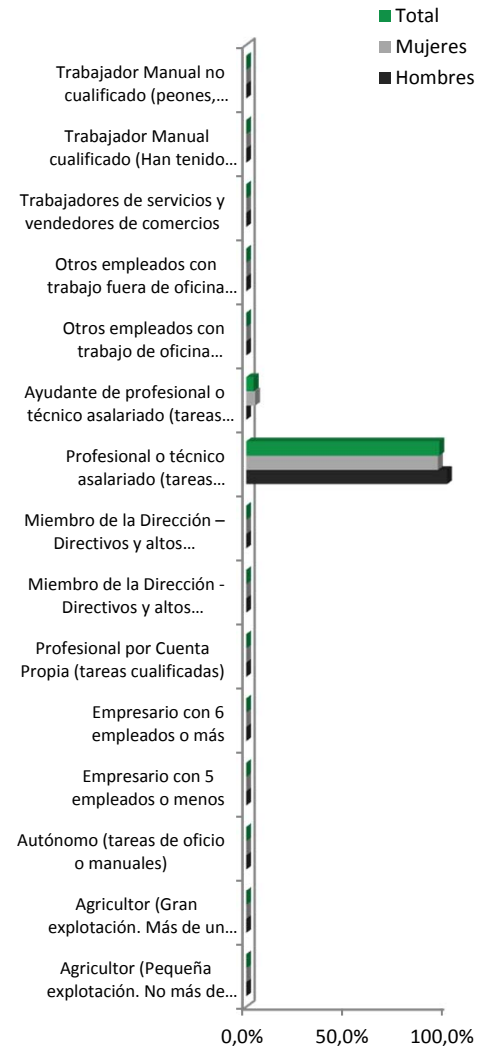 Total
Mujeres
Hombres
Trabajador Manual no
cualificado (peones,...
Trabajador Manual
cualificado (Han tenido...
Trabajadores de servicios y
vendedores de comercios
Otros empleados con
trabajo fuera de oficina...
Otros empleados con
trabajo de oficina...
Ayudante de profesional o
técnico asalariado (tareas...
Profesional o técnico
asalariado (tareas...
Miembro de la Dirección –
Directivos y altos...
Miembro de la Dirección -
Directivos y altos...
Profesional por Cuenta
Propia (tareas cualificadas)
Empresario con 6
empleados o más
Empresario con 5
empleados o menos
Autónomo (tareas de oficio
o manuales)
Agricultor (Gran
explotación. Más de un...
Agricultor (Pequeña
explotación. No más de...
0,0% 50,0% 100,0%